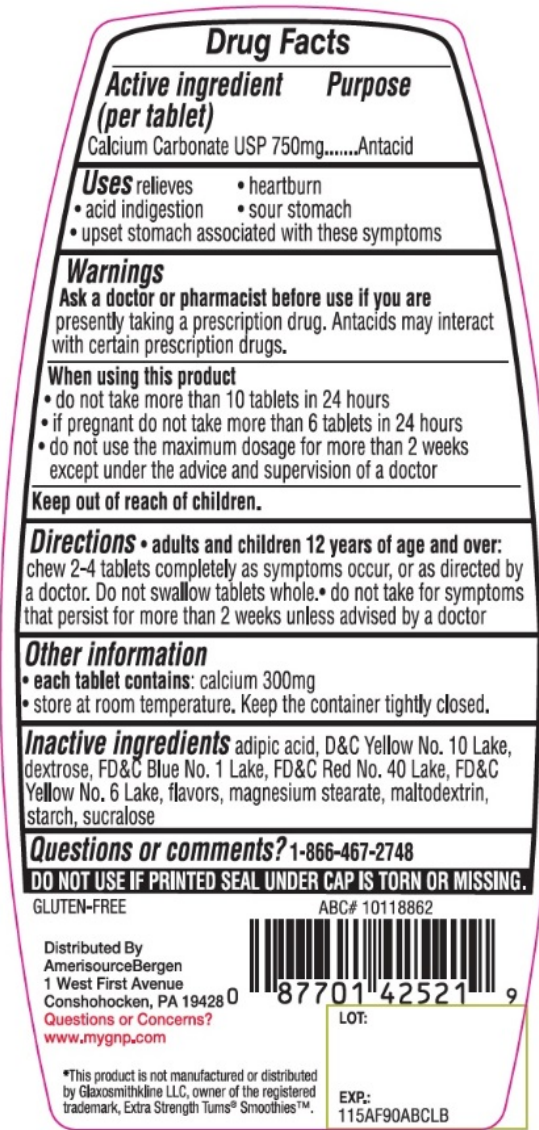 Drug Facts
Active ingredient Purpose
(per tablet)
Calcium Carbonate USP 750mg.......Antacid
Uses relieves • heartburn
• acid indigestion • sour stomach
• upset stomach associated with these symptoms
Warnings
Ask a doctor or pharmacist before use if you are
presently taking a prescription drug. Antacids may interact
with certain prescription drugs.
When using this product
• do not take more than 10 tablets in 24 hours
• if pregnant do not take more than 6 tablets in 24 hours
• do not use the maximum dosage for more than 2 weeks
except under the advice and supervision of a doctor
Keep out of reach of children.
Directions • adults and children 12 years of age and over:
chew 2-4 tablets completely as symptoms occur, or as directed by
a doctor. Do not swallow tablets whole.• do not take for symptoms
that persist for more than 2 weeks unless advised by a doctor
Other information
• each tablet contains: calcium 300mg
• store at room temperature. Keep the container tightly closed.
Inactive ingredients adipic acid, D&C Yellow No. 10 Lake,
dextrose, FD&C Blue No. 1 Lake, FD&C Red No. 40 Lake, FD&C
Yellow No. 6 Lake, flavors, magnesium stearate, maltodextrin,
starch, sucralose
Questions or comments? 1-866-467-2748
DO NOT USE IF PRINTED SEAL UNDER CAP IS TORN OR MISSING.
GLUTEN-FREE ABC# 10118862
Distributed By
AmerisourceBergen
1 West First Avenue
Conshohocken, PA 19428
Questions or Concerns?
www.mygnp.com
0 87701 42521 9
LOT:
*This product is not manufactured or distributed
by Glaxosmithkline LLC, owner of the registered
trademark, Extra Strength Tums® Smoothies™.
EXP.:
115AF90ABCLB